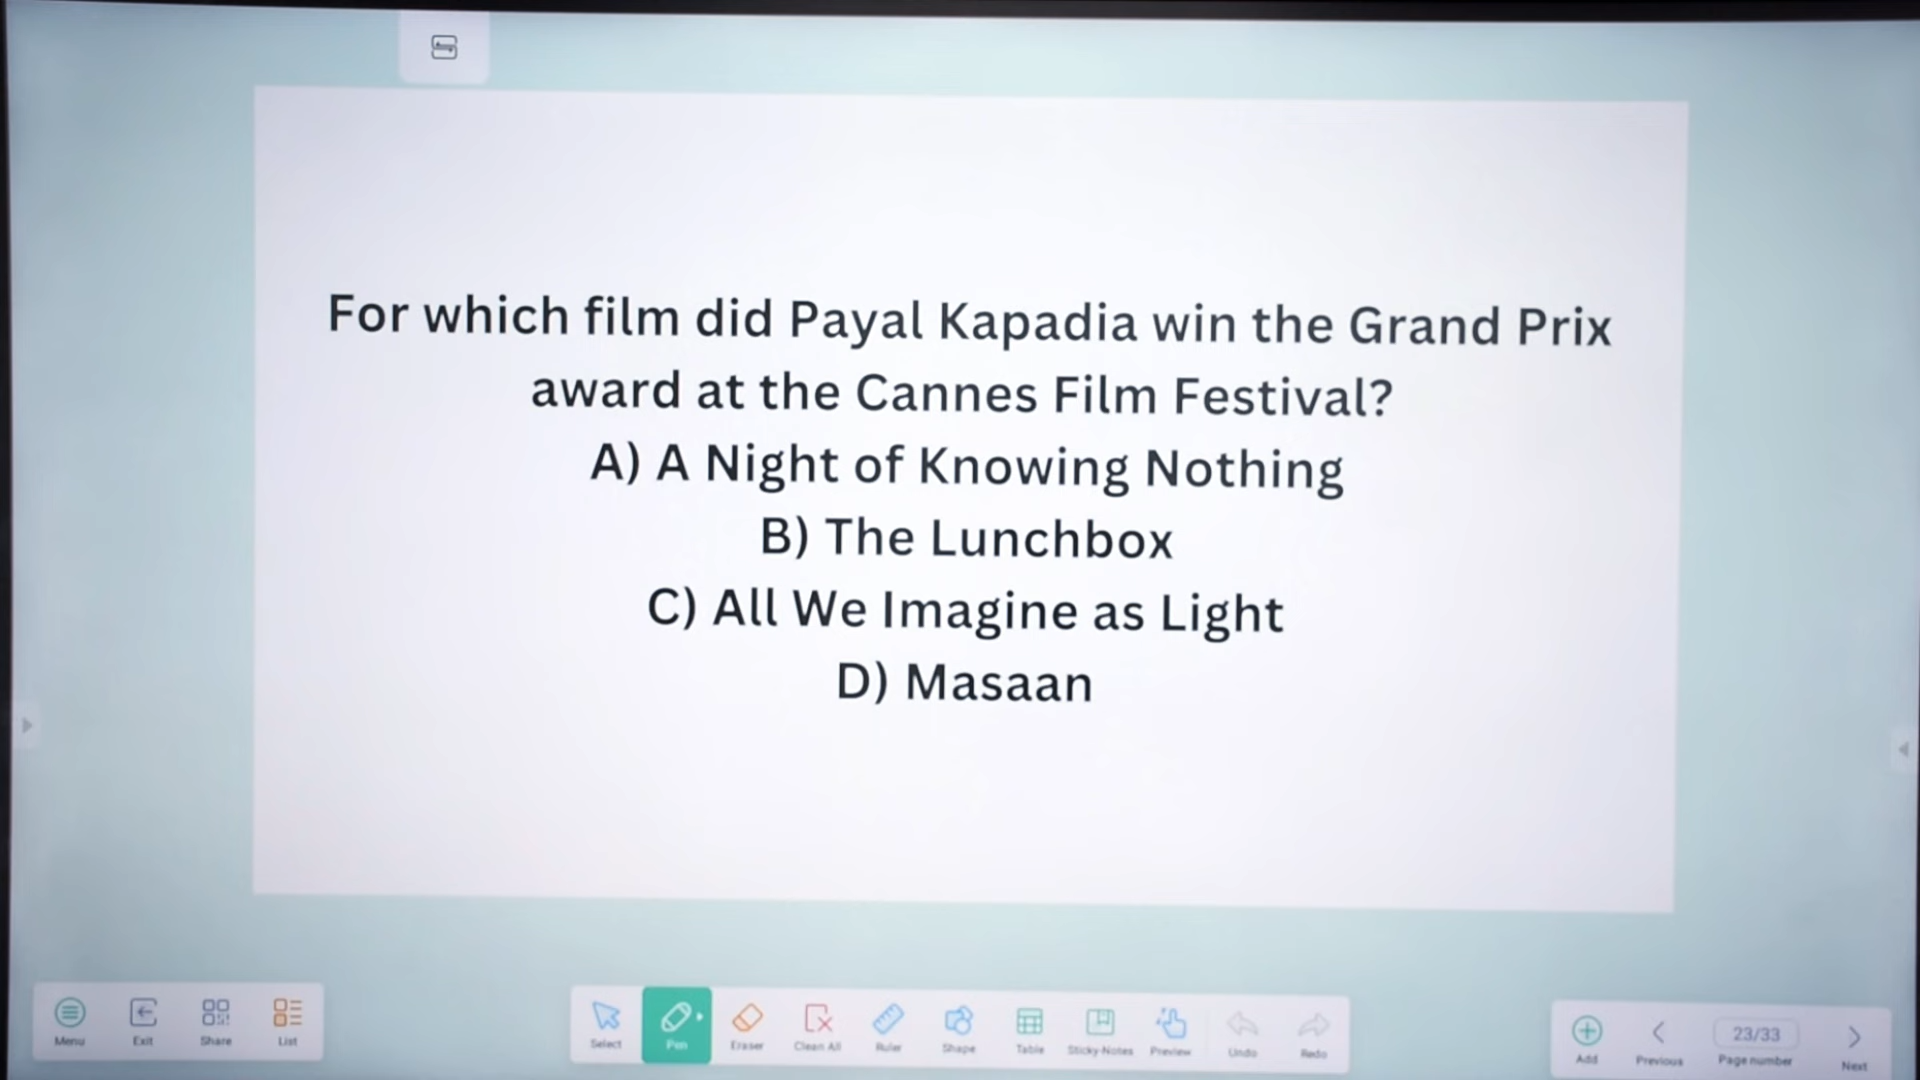 For which film did Payal Kapadia win the Grand Prix
award at the Cannes Film Festival?
A) A Night of Knowing Nothing
B) The Lunchbox
C) All We Imagine as Light
D) Masaan
Menu Exit Share List
Select Pen Eraser Clean All Ruler Shape Table Sticky-Notes Preview Undo Redo
23/33
Add Previous Page number Next